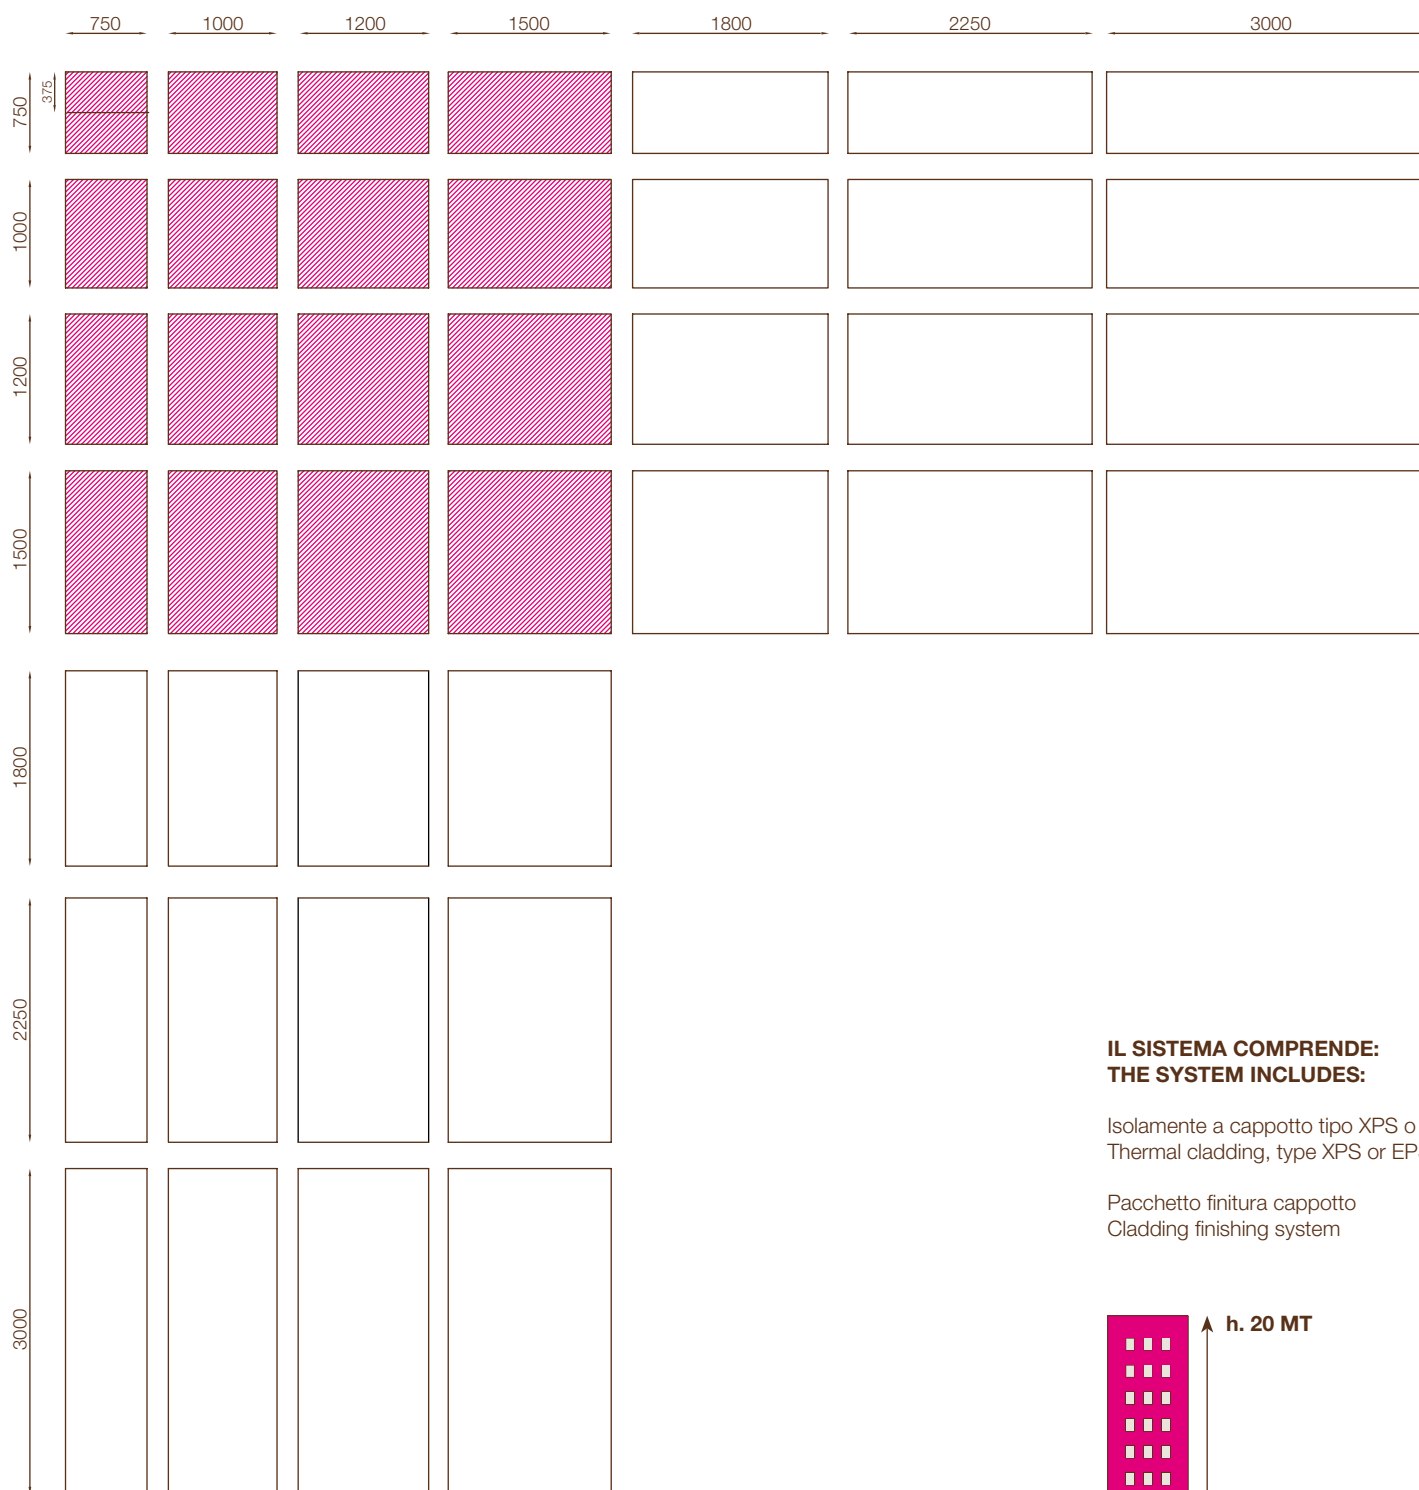 750 1000 1200 1500 1800 2250 3000
375
750
1000
1200
1500
1800
2250
3000
IL SISTEMA COMPRENDE:
THE SYSTEM INCLUDES:
Isolamente a cappotto tipo XPS o
Thermal cladding, type XPS or
Pacchetto finitura cappotto
Cladding finishing system
h. 20 MT